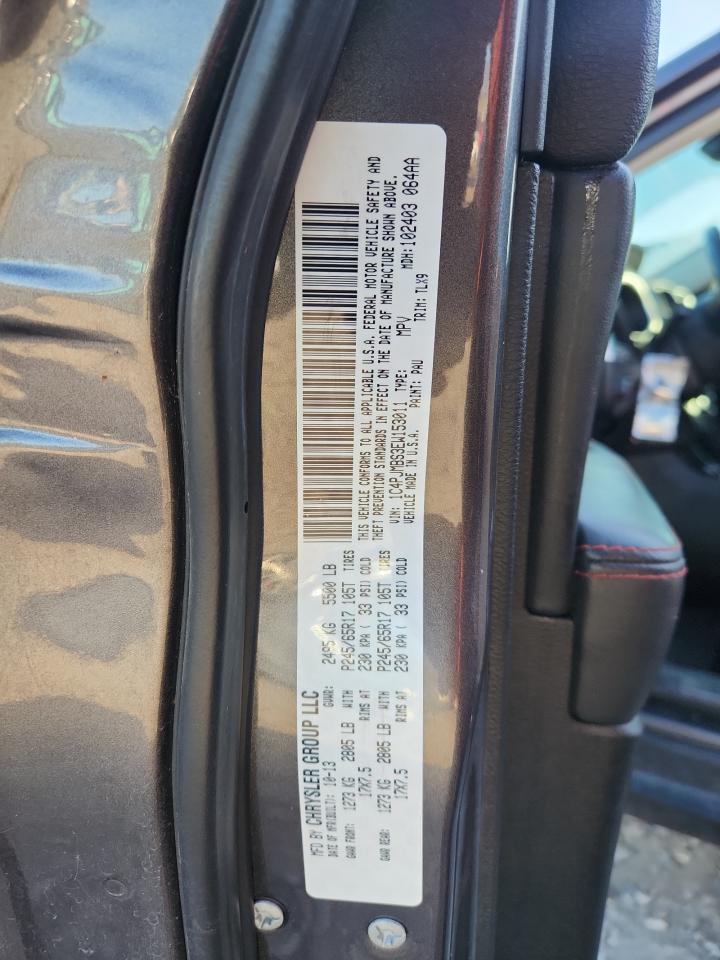 MFD BY CHRYSLER GROUP LLC
DATE OF MFR(BUILT): 10-13 GVWR: 2495 KG 5500 LB
GAWR FRONT: 1273 KG 2805 LB WITH P245/65R17 105T TIRES
17X7.5 RIMS AT 230 KPA ( 33 PSI) COLD
GAWR REAR: 1273 KG 2805 LB WITH P245/65R17 105T TIRES
17X7.5 RIMS AT 230 KPA ( 33 PSI) COLD
THIS VEHICLE CONFORMS TO ALL APPLICABLE U.S.A. FEDERAL MOTOR VEHICLE SAFETY AND
THEFT PREVENTION STANDARDS IN EFFECT ON THE DATE OF MANUFACTURE SHOWN ABOVE.
VIN: 1C4PJMBS3EW153011 TYPE: MPV MDH: 102403 064AA
VEHICLE MADE IN U.S.A. PAINT: PAU TRIM: TLX9